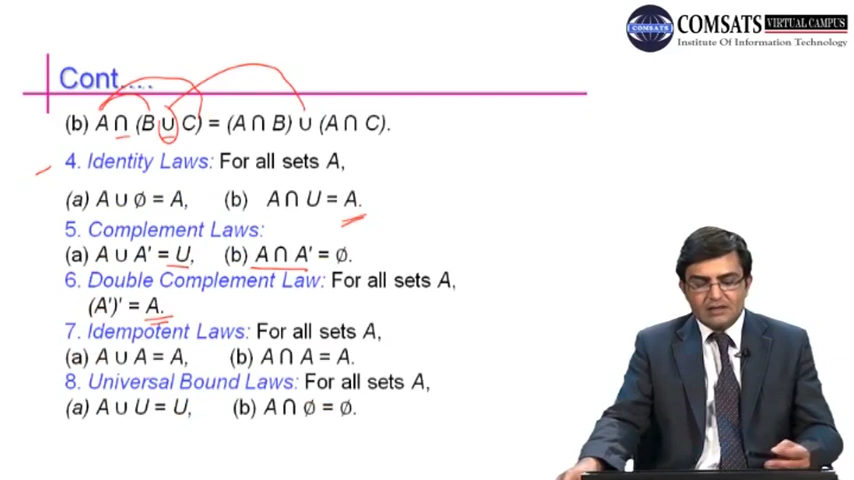 COMSATS VIRTUAL CAMPUS
Institute Of Information Technology
COMSATS
Cont....
(b) A ∩ (B ∪ C) = (A ∩ B) ∪ (A ∩ C).
4. Identity Laws: For all sets A,
(a) A ∪ ∅ = A, (b) A ∩ U = A.
5. Complement Laws:
(a) A ∪ A' = U, (b) A ∩ A' = ∅.
6. Double Complement Law: For all sets A,
(A')' = A.
7. Idempotent Laws: For all sets A,
(a) A ∪ A = A, (b) A ∩ A = A.
8. Universal Bound Laws: For all sets A,
(a) A ∪ U = U, (b) A ∩ ∅ = ∅.